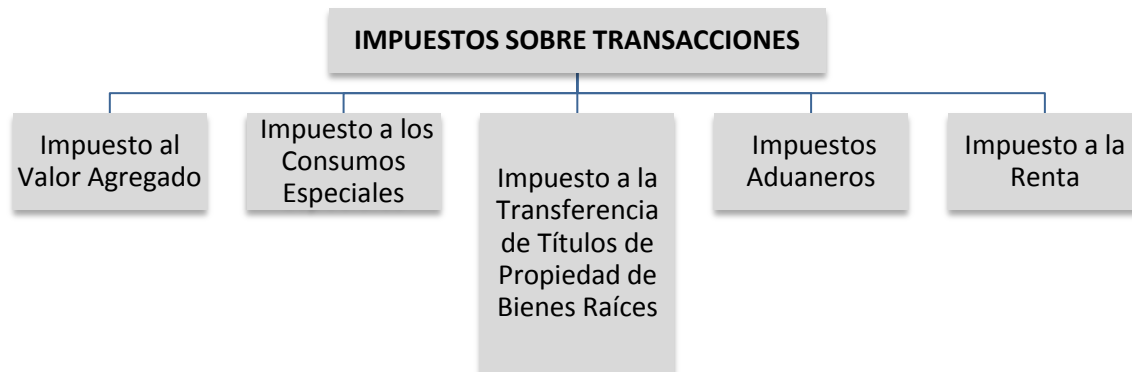 IMPUESTOS SOBRE TRANSACCIONES
Impuesto al
Valor Agregado
Impuesto a los
Consumos
Especiales
Impuesto a la
Transferencia
de Títulos de
Propiedad de
Bienes Raíces
Impuestos
Aduaneros
Impuesto a la
Renta